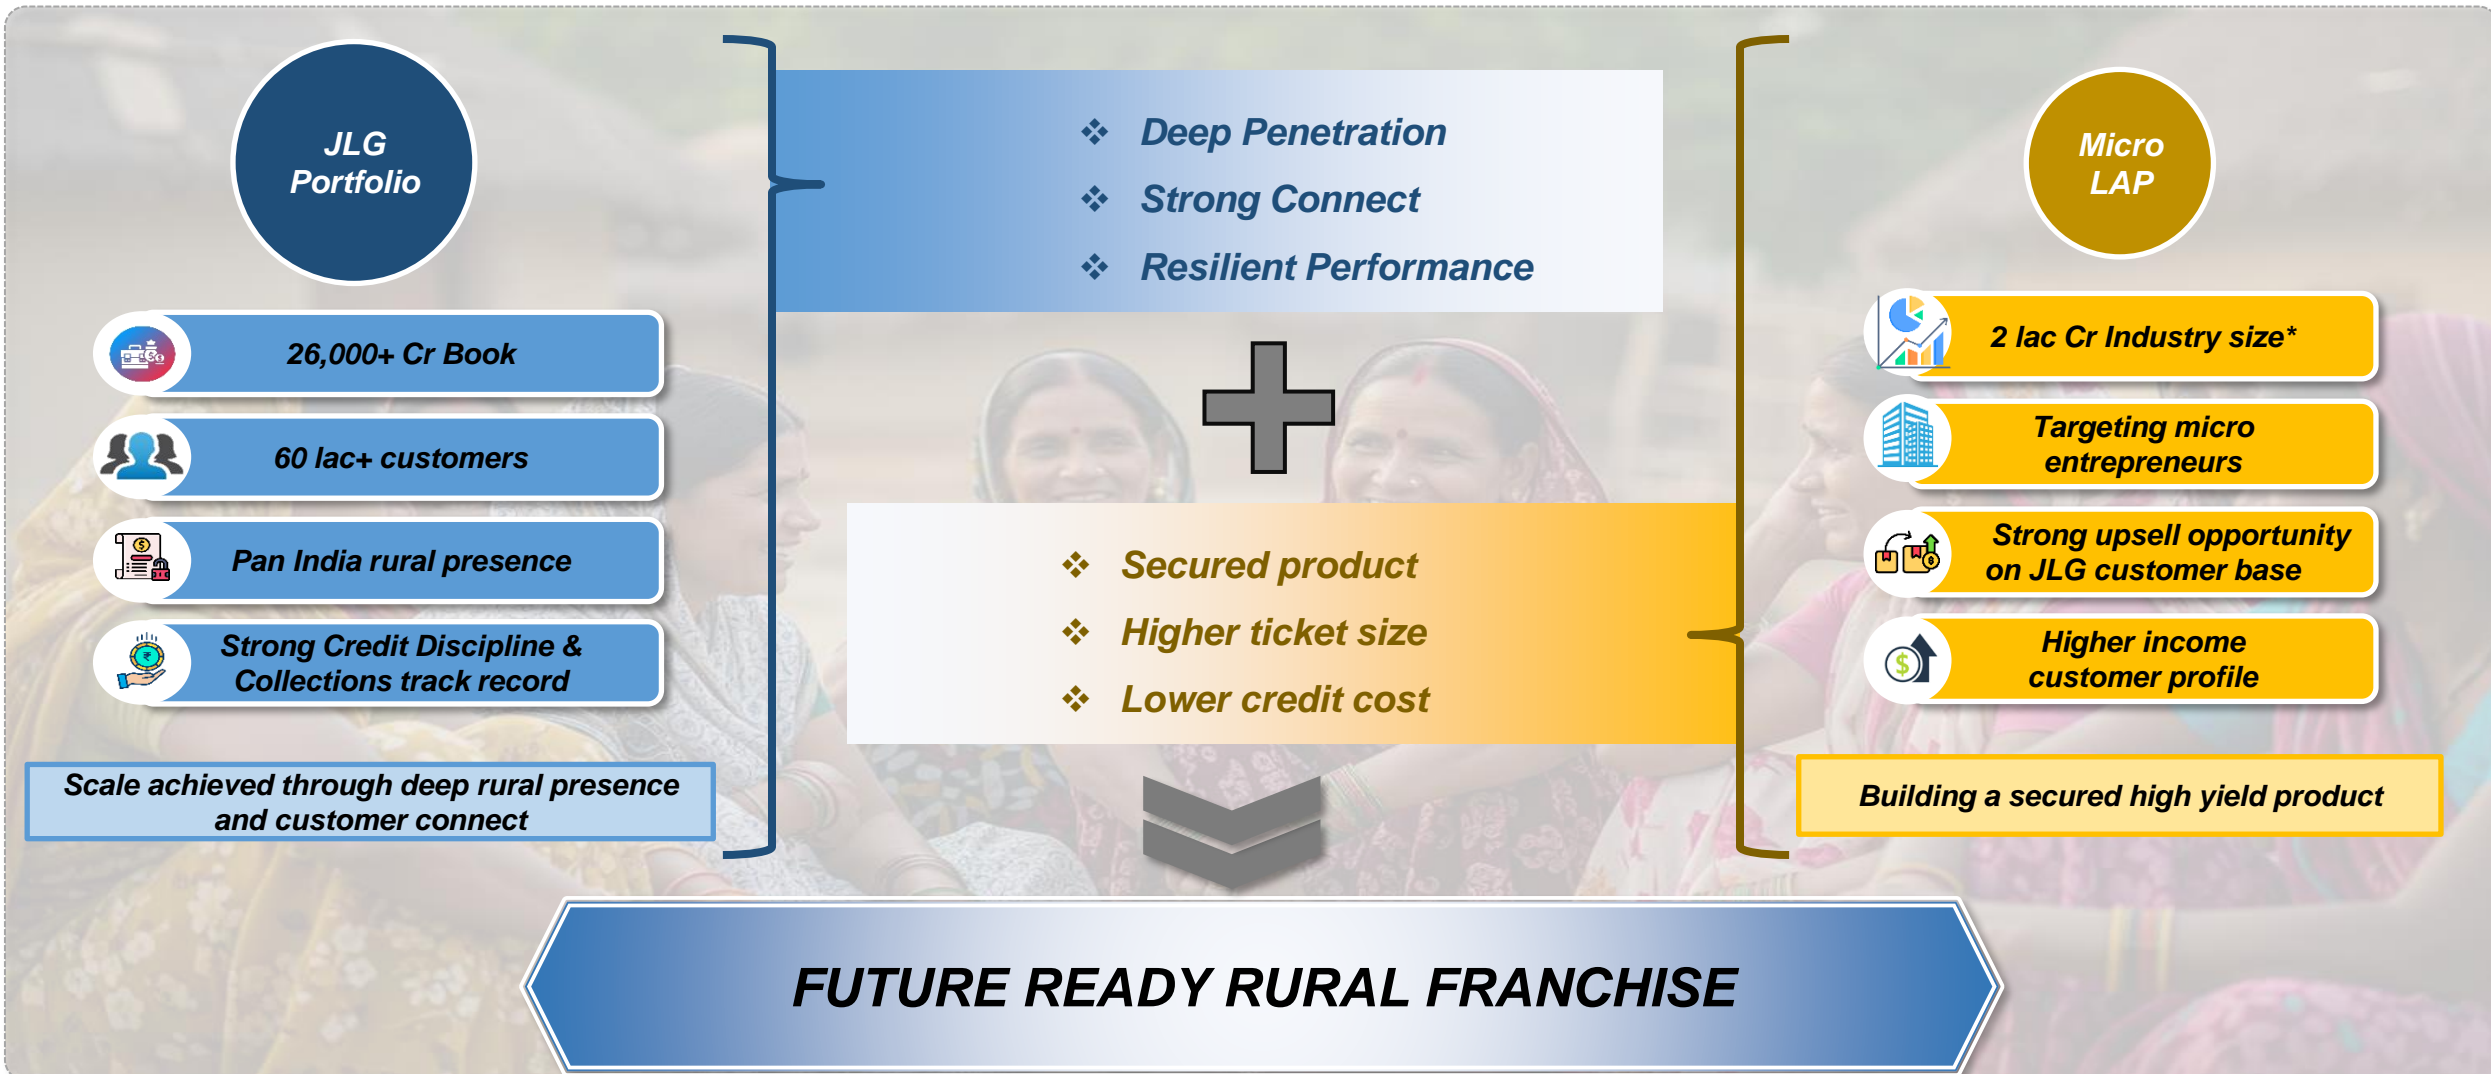 JLG
Portfolio
26,000+ Cr Book
60 lac+ customers
Pan India rural presence
Strong Credit Discipline &
Collections track record
Scale achieved through deep rural presence
and customer connect
❖ Deep Penetration
❖ Strong Connect
❖ Resilient Performance
❖ Secured product
❖ Higher ticket size
❖ Lower credit cost
Micro
LAP
2 lac Cr Industry size*
Targeting micro
entrepreneurs
Strong upsell opportunity
on JLG customer base
Higher income
customer profile
Building a secured high yield product
FUTURE READY RURAL FRANCHISE